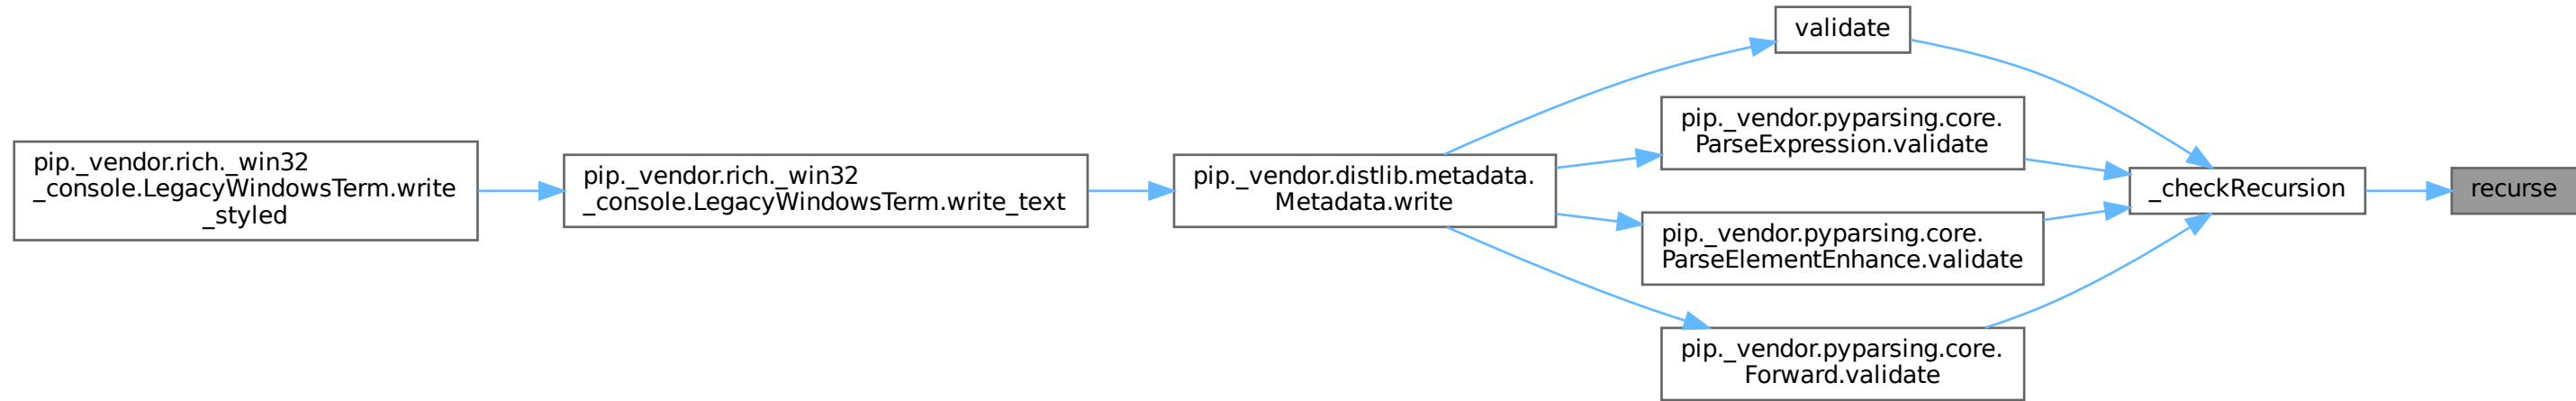 pip._vendor.rich._win32
_console.LegacyWindowsTerm.write
_styled
pip._vendor.rich._win32
_console.LegacyWindowsTerm.write_text
pip._vendor.distlib.metadata.
Metadata.write
validate
pip._vendor.pyparsing.core.
ParseExpression.validate
pip._vendor.pyparsing.core.
ParseElementEnhance.validate
pip._vendor.pyparsing.core.
Forward.validate
_checkRecursion
recurse